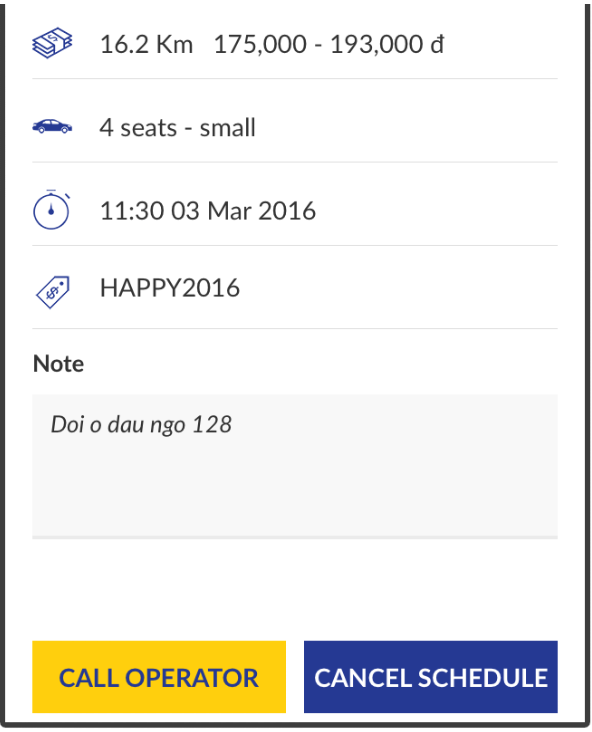 16.2 Km 175,000 - 193,000 đ
4 seats - small
11:30 03 Mar 2016
HAPPY2016
Note
Doi o dau ngo 128
CALL OPERATOR CANCEL SCHEDULE